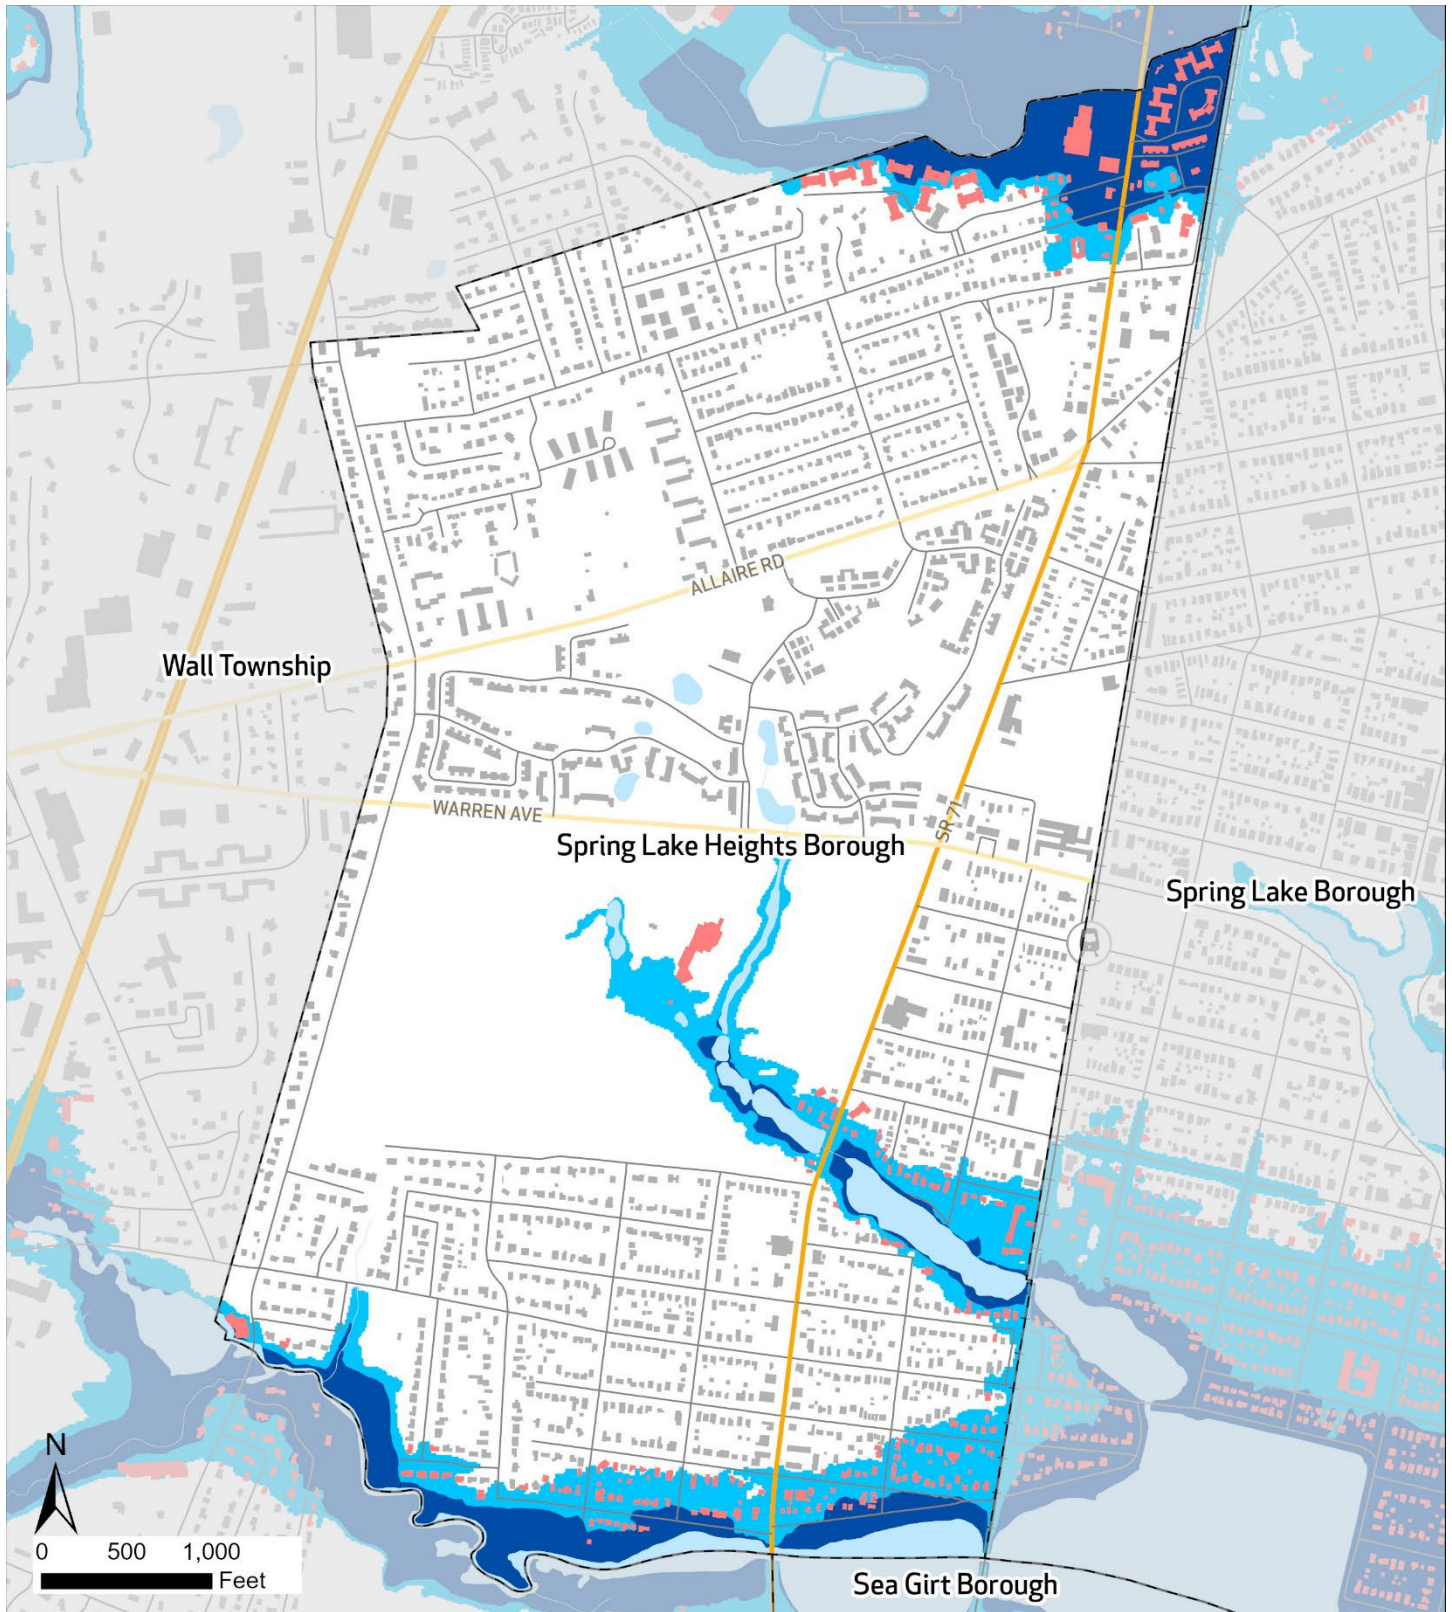 ALLAIRE RD
Wall Township
WARREN AVE
SR 71
Spring Lake Heights Borough
Spring Lake Borough
N
0 500 1,000
Feet
Sea Girt Borough